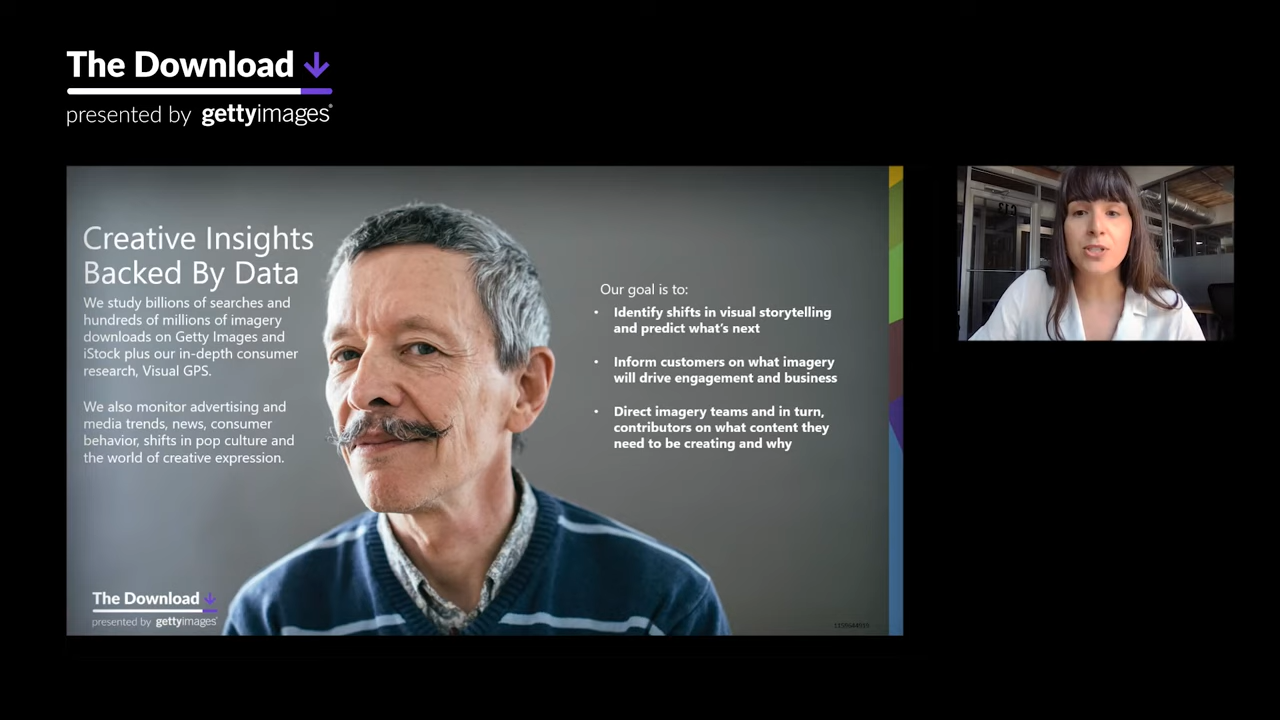 The Download
presented by gettyimages®
Creative Insights
Backed By Data
We study billions of searches and
hundreds of millions of imagery
downloads on Getty Images and
iStock plus our in-depth consumer
research, Visual GPS.
We also monitor advertising and
media trends, news, consumer
behavior, shifts in pop culture and
the world of creative expression.
Our goal is to:
• Identify shifts in visual storytelling
and predict what's next
• Inform customers on what imagery
will drive engagement and business
• Direct imagery teams and in turn,
contributors on what content they
need to be creating and why
The Download
presented by gettyimages®